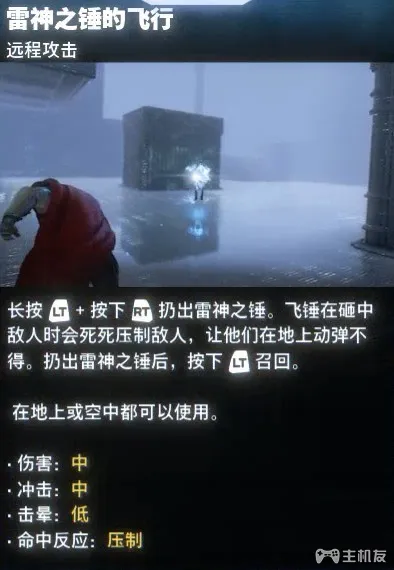 雷神之锤的飞行
远程攻击
长按 LT + 按下 RT 扔出雷神之锤。飞锤在砸中
敌人时会死死压制敌人，让他们在地上动弹不
得。扔出雷神之锤后，按下 LT 召回。
在地上或空中都可以使用。
· 伤害：中
· 冲击：中
· 击晕：低
· 命中反应：压制
主机友